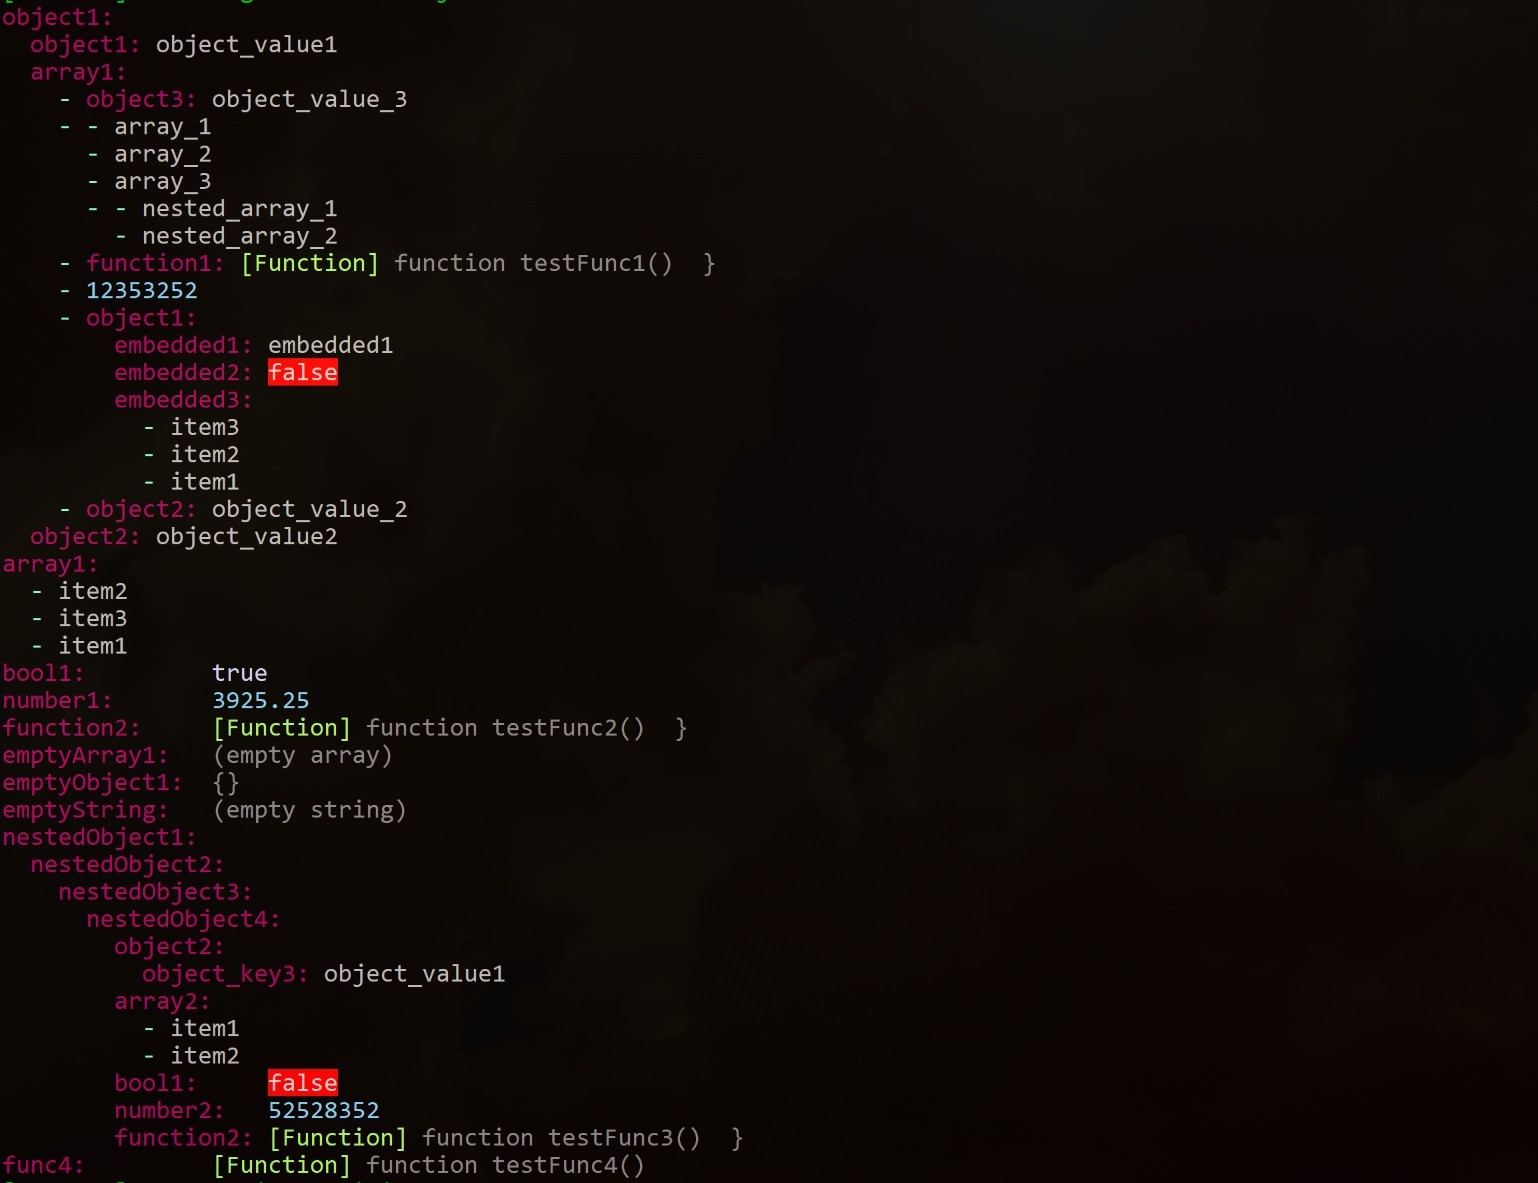 object1:
  object1: object_value1
  array1:
    - object3: object_value_3
    - - array_1
      - array_2
      - array_3
      - - nested_array_1
        - nested_array_2
    - function1: [Function] function testFunc1()  }
    - 12353252
    - object1:
        embedded1: embedded1
        embedded2: false
        embedded3:
          - item3
          - item2
          - item1
    - object2: object_value_2
  object2: object_value2
array1:
  - item2
  - item3
  - item1
bool1:         true
number1:       3925.25
function2:     [Function] function testFunc2()  }
emptyArray1:   (empty array)
emptyObject1:  {}
emptyString:   (empty string)
nestedObject1:
  nestedObject2:
    nestedObject3:
      nestedObject4:
        object2:
          object_key3: object_value1
        array2:
          - item1
          - item2
        bool1:     false
        number2:   52528352
        function2: [Function] function testFunc3()  }
func4:         [Function] function testFunc4()